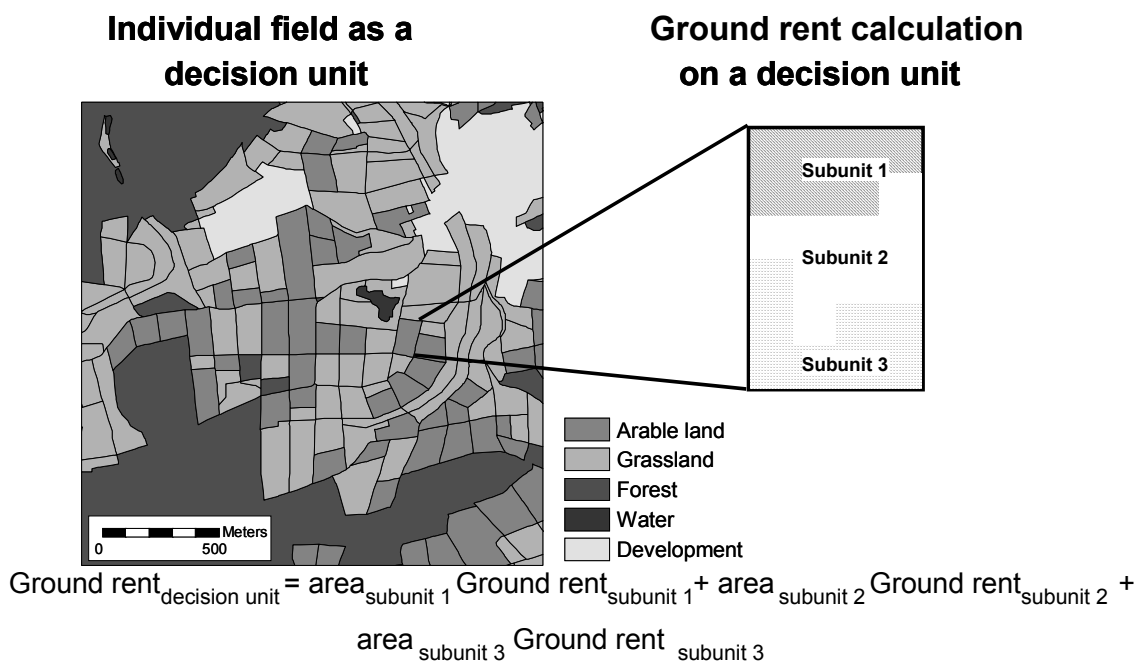 Individual field as a
decision unit
Ground rent calculation
on a decision unit
Subunit 1
Subunit 2
Subunit 3
Arable land
Grassland
Forest
Water
Development
Meters
0 500
Ground rent decision unit = area subunit 1 Ground rent subunit 1 + area subunit 2 Ground rent subunit 2 +
area subunit 3 Ground rent subunit 3